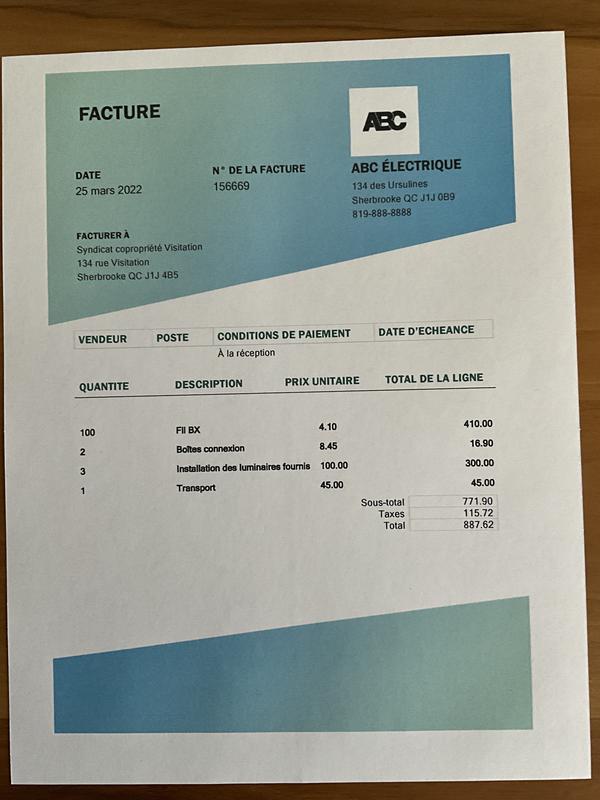 FACTURE
ABC
DATE
25 mars 2022
N° DE LA FACTURE
156669
ABC ÉLECTRIQUE
134 des Ursulines
Sherbrooke QC J1J 0B9
819-888-8888
FACTURER À
Syndicat copropriété Visitation
134 rue Visitation
Sherbrooke QC J1J 4B5
VENDEUR POSTE CONDITIONS DE PAIEMENT DATE D'ECHEANCE
À la réception
QUANTITE DESCRIPTION PRIX UNITAIRE TOTAL DE LA LIGNE
100 Fil BX 4.10 410.00
2 Boîtes connexion 8.45 16.90
3 Installation des luminaires fournis 100.00 300.00
1 Transport 45.00 45.00
Sous-total 771.90
Taxes 115.72
Total 887.62